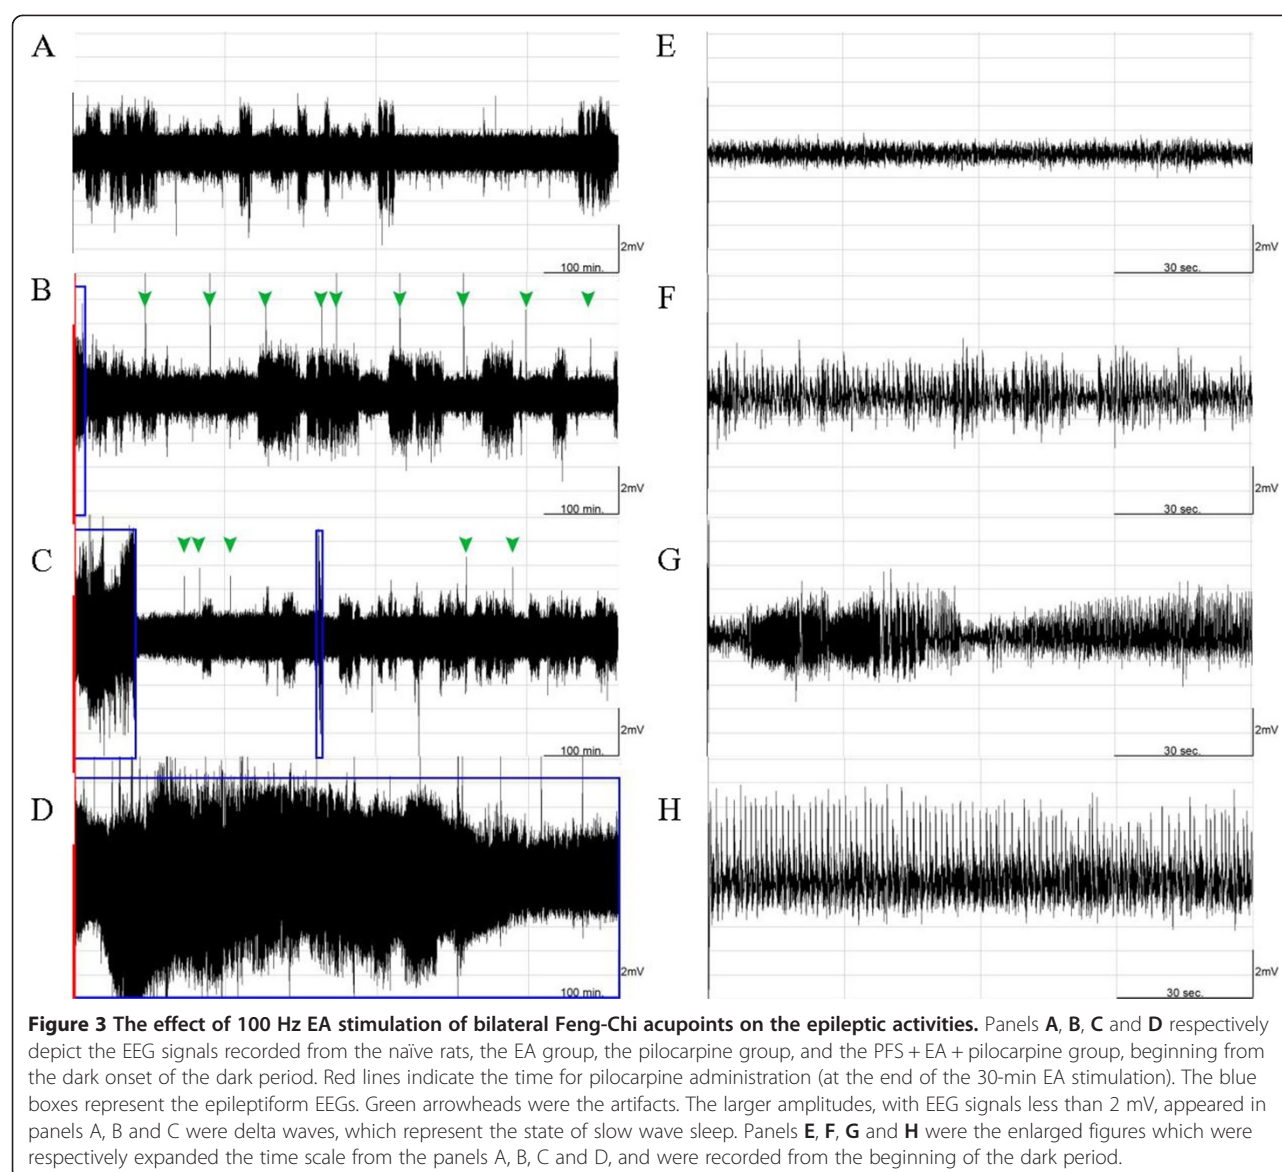 A
2mV
100 min.
E
2mV
30 sec.
B
2mV
100 min.
F
2mV
30 sec.
C
2mV
100 min.
G
2mV
30 sec.
D
2mV
100 min.
H
2mV
30 sec.
Figure 3 The effect of 100 Hz EA stimulation of bilateral Feng-Chi acupoints on the epileptic activities. Panels A, B, C and D respectively
depict the EEG signals recorded from the naïve rats, the EA group, the pilocarpine group, and the PFS + EA + pilocarpine group, beginning from
the dark onset of the dark period. Red lines indicate the time for pilocarpine administration (at the end of the 30-min EA stimulation). The blue
boxes represent the epileptiform EEGs. Green arrowheads were the artifacts. The larger amplitudes, with EEG signals less than 2 mV, appeared in
panels A, B and C were delta waves, which represent the state of slow wave sleep. Panels E, F, G and H were the enlarged figures which were
respectively expanded the time scale from the panels A, B, C and D, and were recorded from the beginning of the dark period.